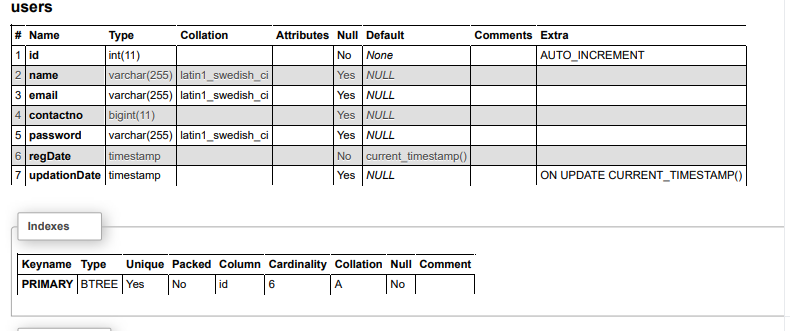 users
# Name Type Collation Attributes Null Default Comments Extra
1 id int(11) No None AUTO_INCREMENT
2 name varchar(255) latin1_swedish_ci Yes NULL
3 email varchar(255) latin1_swedish_ci Yes NULL
4 contactno bigint(11) Yes NULL
5 password varchar(255) latin1_swedish_ci Yes NULL
6 regDate timestamp No current_timestamp()
7 updationDate timestamp Yes NULL ON UPDATE CURRENT_TIMESTAMP()
Indexes
Keyname Type Unique Packed Column Cardinality Collation Null Comment
PRIMARY BTREE Yes No id 6 A No